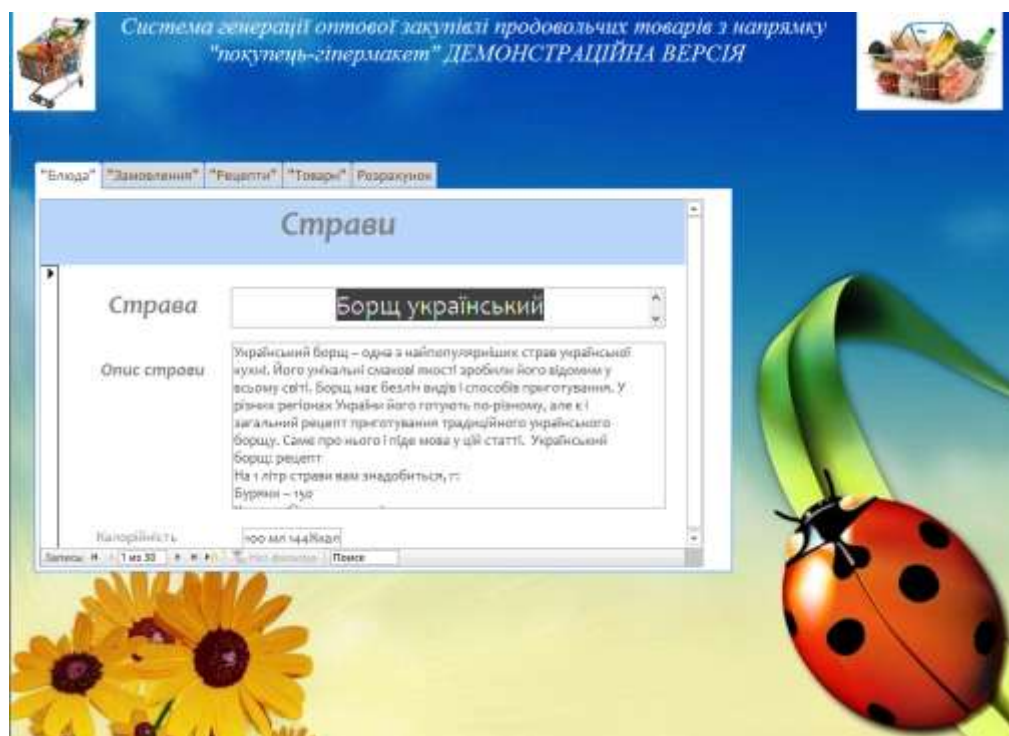 Система генерації оптової закупівлі продовольчих товарів з напрямку
"покупець-гіпермакет" ДЕМОНСТРАЦІЙНА ВЕРСІЯ
"Блюда" "Замовлення" "Рецепти" "Товари" Розрахунок
Страви
Страва Борщ український
Опис страви
Український борщ – одна з найпопулярніших страв української
кухні. Його унікальні смакові якості зробили його відомим у
всьому світі. Борщ має безліч видів і способів приготування. У
різних регіонах України його готують по-різному, але є і
загальний рецепт приготування традиційного українського
борщу. Саме про нього і піде мова у цій статті. Український
борщ: рецепт
На 1 літр страви вам знадобиться, г:
Буряки – 150
Калорійність 100 мл 144Ккал
Запись: 1 из 30 Нет фильтра Поиск